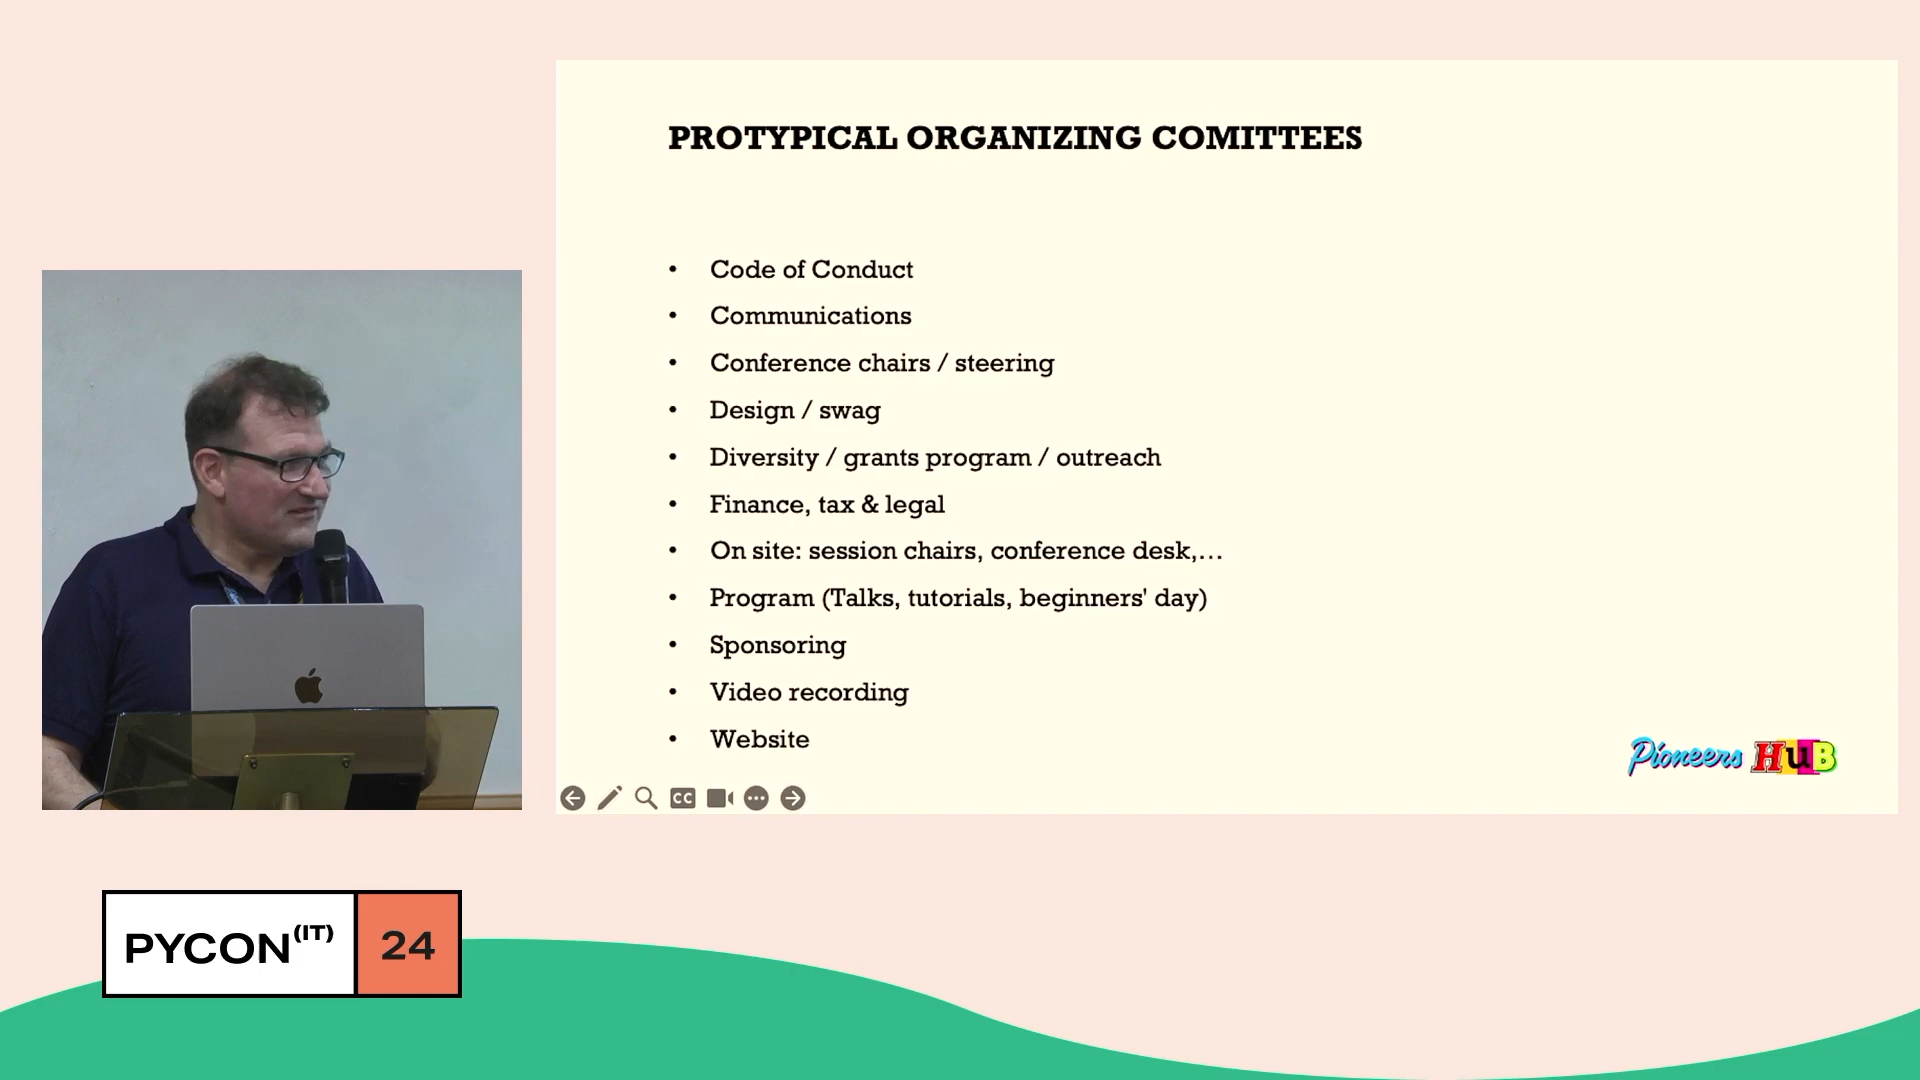 PROTYPICAL ORGANIZING COMITTEES
• Code of Conduct
• Communications
• Conference chairs / steering
• Design / swag
• Diversity / grants program / outreach
• Finance, tax & legal
• On site: session chairs, conference desk,...
• Program (Talks, tutorials, beginners' day)
• Sponsoring
• Video recording
• Website
Pioneers HuB
CC
PYCON(IT) 24